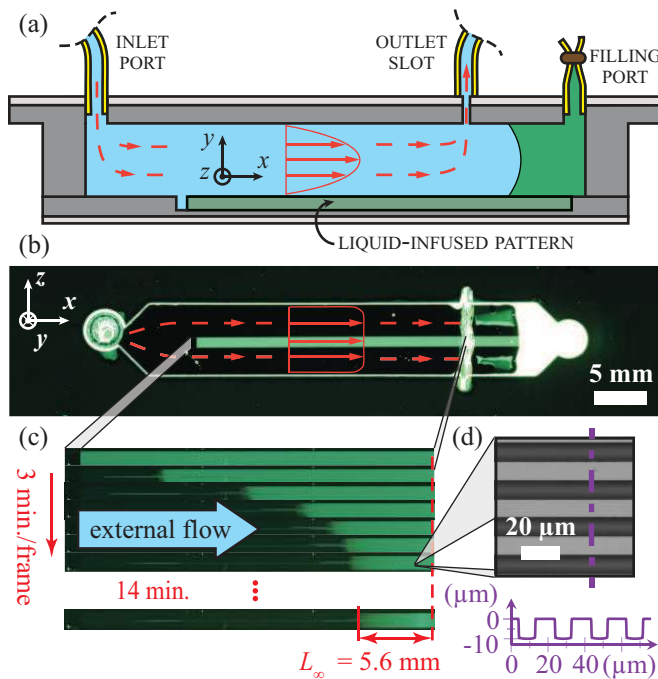 (a)
INLET
PORT
OUTLET
SLOT
FILLING
PORT
y
z
x
LIQUID-INFUSED PATTERN
(b)
z
x
y
5 mm
(c)
(d)
3 min./frame
external flow
20 µm
14 min.
L∞ = 5.6 mm
(µm)
0
-10
0 20 40 (µm)